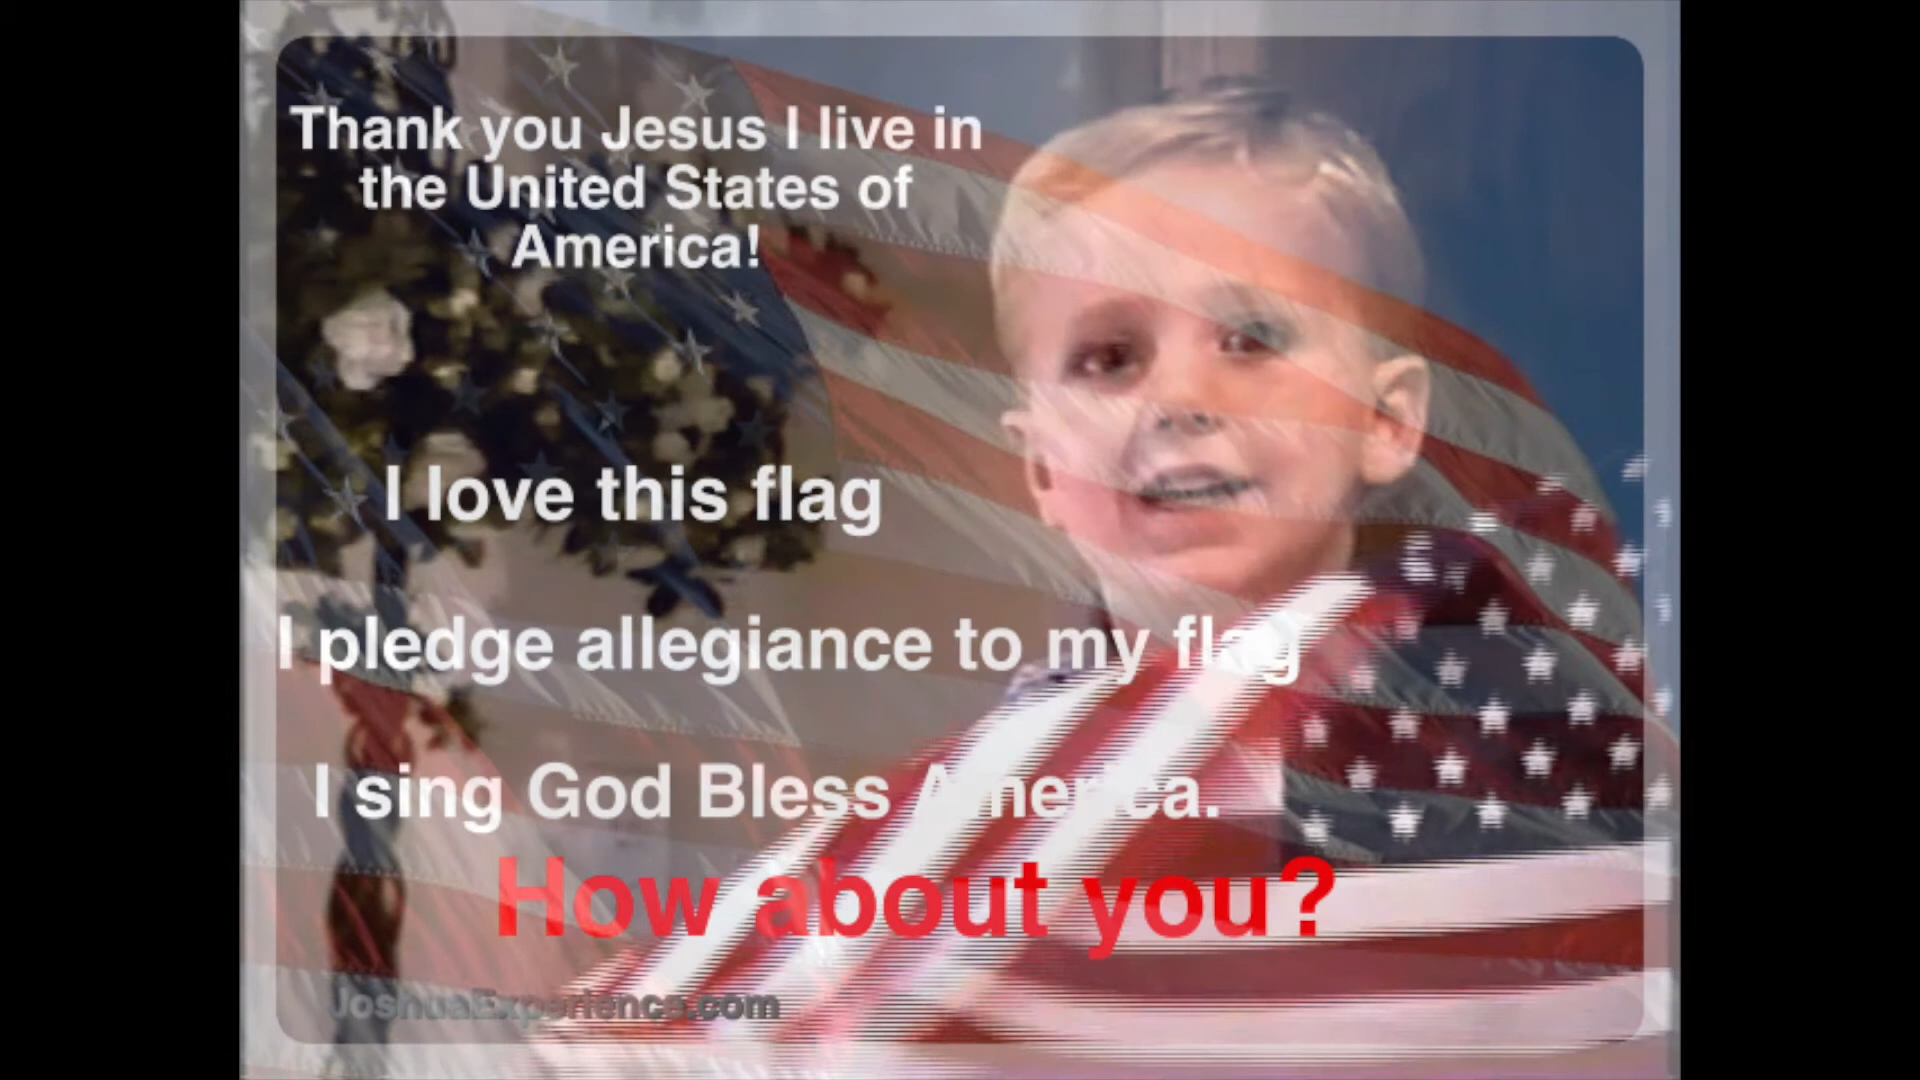 Thank you Jesus I live in
the United States of
America!
I love this flag
I pledge allegiance to my flag
I sing God Bless America.
How about you?
JoshuaExperience.com